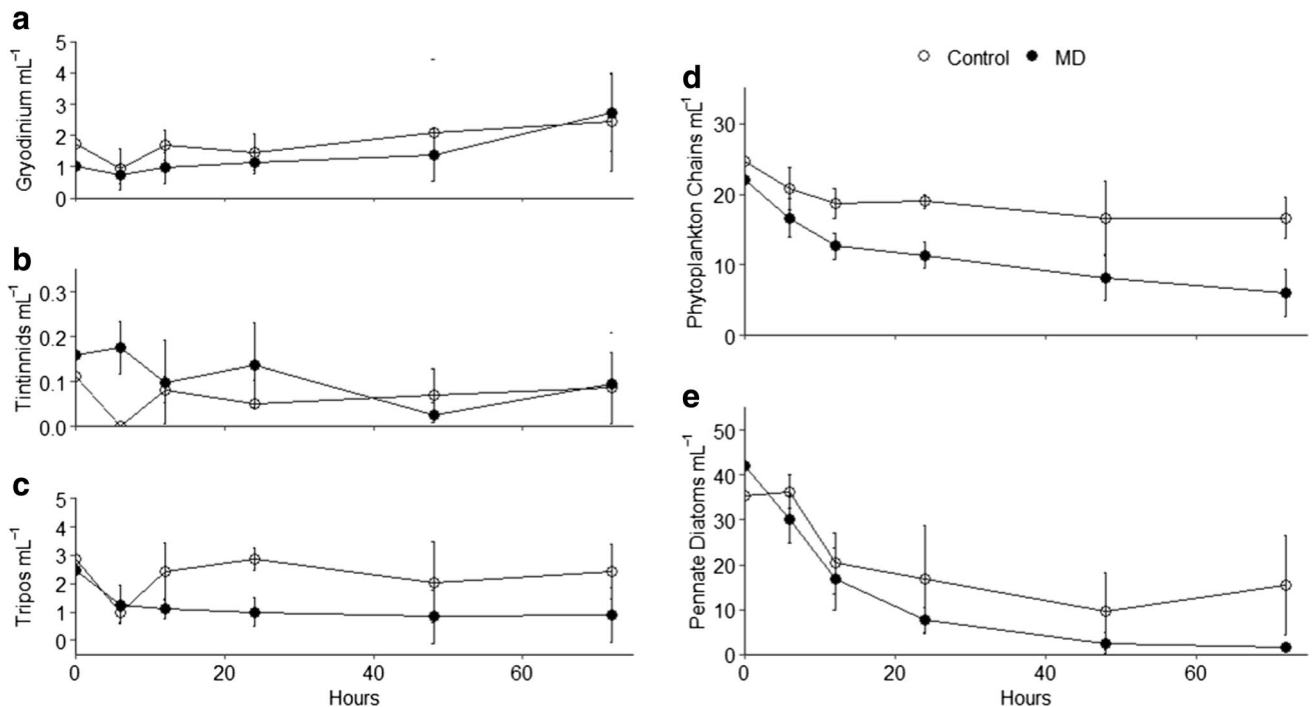 a
5
4
3
2
1
0
Gryodinium mL⁻¹
b
0.3
0.2
0.1
0.0
Tintinnids mL⁻¹
c
5
4
3
2
1
0
Tripos mL⁻¹
0 20 40 60
Hours
Control MD
d
30
20
10
0
Phytoplankton Chains mL⁻¹
e
50
40
30
20
10
0
Pennate Diatoms mL⁻¹
0 20 40 60
Hours